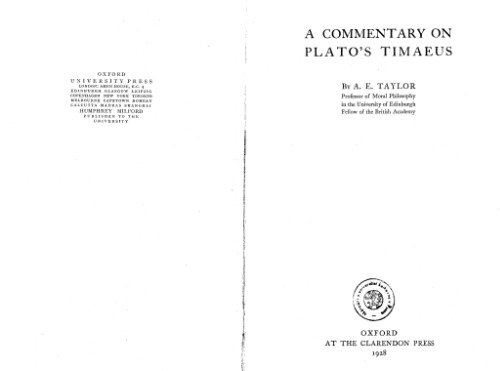 OXFORD
UNIVERSITY PRESS
LONDON: AMEN HOUSE, E.C. 4
EDINBURGH GLASGOW LEIPZIG
COPENHAGEN NEW YORK TORONTO
MELBOURNE CAPETOWN BOMBAY
CALCUTTA MADRAS SHANGHAI
HUMPHREY MILFORD
PUBLISHER TO THE
UNIVERSITY
A COMMENTARY ON
PLATO'S TIMAEUS
By A. E. TAYLOR
Professor of Moral Philosophy
in the University of Edinburgh
Fellow of the British Academy
OXFORD
AT THE CLARENDON PRESS
1928